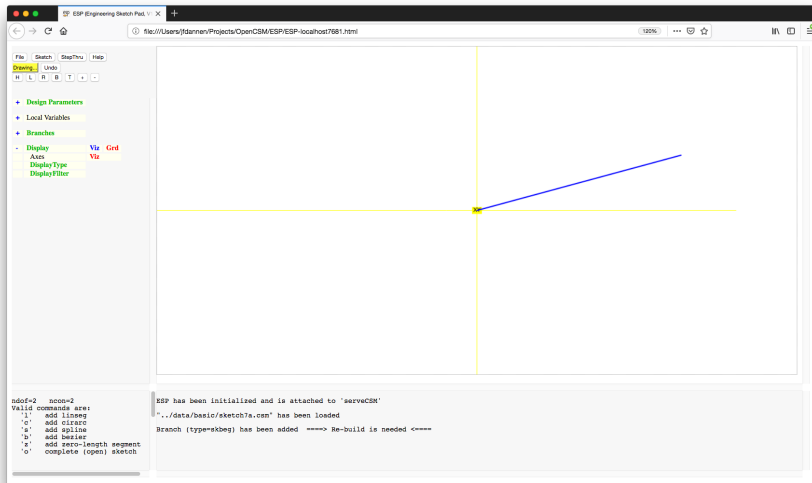 ESP (Engineering Sketch Pad, V
file:///Users/jfdannen/Projects/OpenCSM/ESP/ESP-localhost7681.html
120%
File Sketch StepThru Help
Drawing... Undo
H L R B T + -
+ Design Parameters
+ Local Variables
+ Branches
- Display Viz Grd
Axes Viz
DisplayType
DisplayFilter
ndof=2 ncon=2
Valid commands are:
'l' add linseg
'c' add cirarc
's' add spline
'b' add bezier
'z' add zero-length segment
'o' complete (open) sketch
ESP has been initialized and is attached to 'serveCSM'
"../data/basic/sketch7a.csm" has been loaded
Branch (type=skbeg) has been added ====> Re-build is needed <====